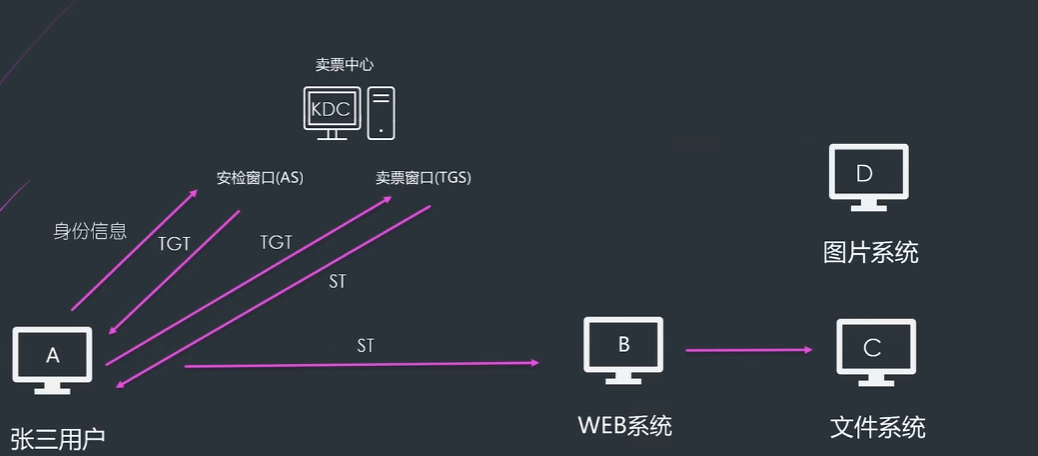 卖票中心
KDC
安检窗口(AS)
卖票窗口(TGS)
身份信息
TGT
TGT
ST
ST
A
张三用户
B
WEB系统
C
文件系统
D
图片系统